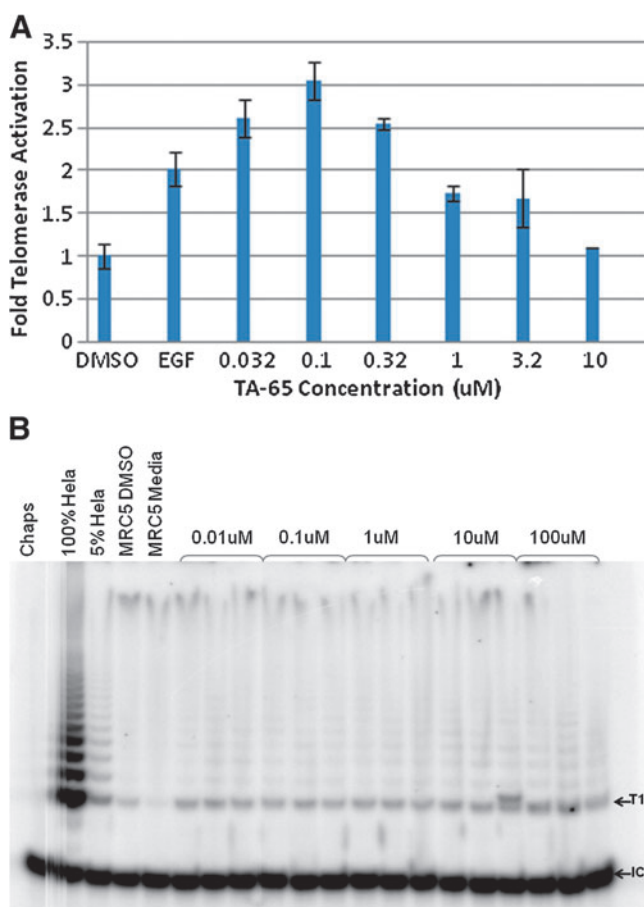 A
Fold Telomerase Activation
3.5
3
2.5
2
1.5
1
0.5
0
DMSO EGF 0.032 0.1 0.32 1 3.2 10
TA-65 Concentration (uM)
B
Chaps
100% Hela
5% Hela
MRC5 DMSO
MRC5 Media
0.01uM 0.1uM 1uM 10uM 100uM
←T1
←IC